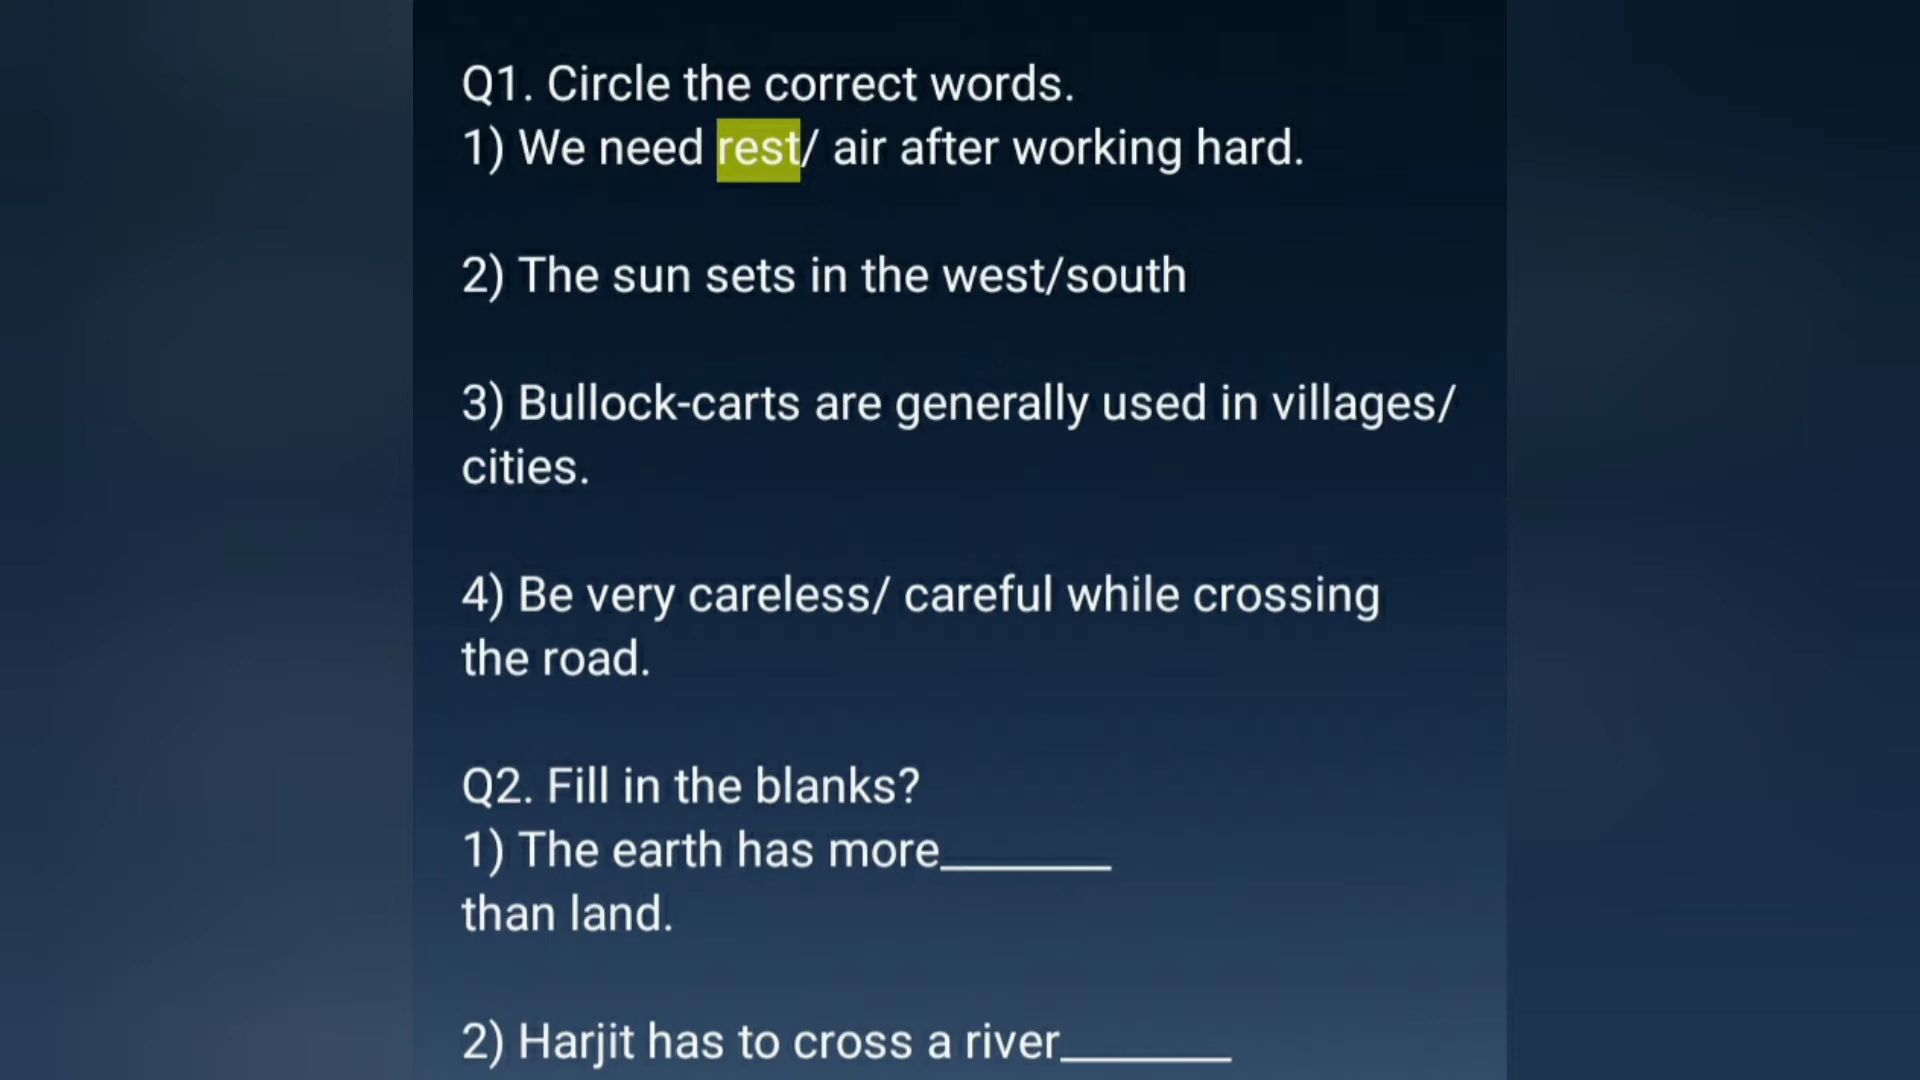 Q1. Circle the correct words.
1) We need rest/ air after working hard.
2) The sun sets in the west/south
3) Bullock-carts are generally used in villages/
cities.
4) Be very careless/ careful while crossing
the road.
Q2. Fill in the blanks?
1) The earth has more________
than land.
2) Harjit has to cross a river________